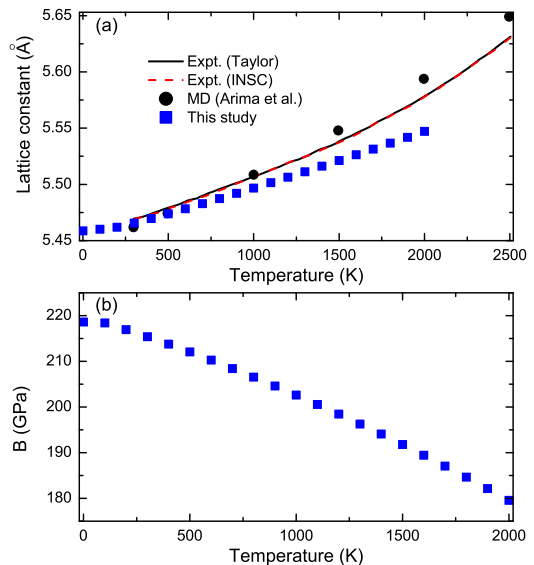 (a)
Lattice constant (Å)
5.65
5.60
5.55
5.50
5.45
Expt. (Taylor)
Expt. (INSC)
MD (Arima et al.)
This study
0 500 1000 1500 2000 2500
Temperature (K)
(b)
B (GPa)
220
210
200
190
180
0 500 1000 1500 2000
Temperature (K)